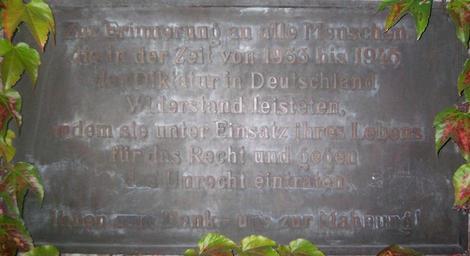 Zur Erinnerung an alle Menschen,
die in der Zeit von 1933 bis 1945
der Diktatur in Deutschland
Widerstand leisteten,
indem sie unter Einsatz ihres Lebens
für das Recht und gegen
das Unrecht eintraten.
Ihnen zum Dank - uns zur Mahnung!